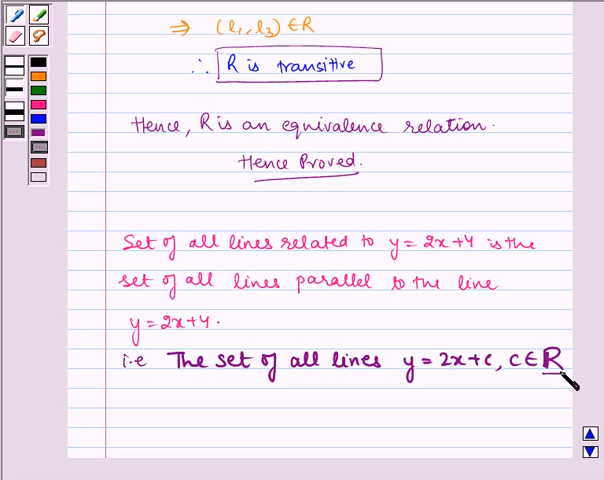 ⇒ (l₁, l₃) ∈ R
∴ R is transitive
Hence, R is an equivalence relation.
Hence Proved.
Set of all lines related to y = 2x+4 is the
set of all lines parallel to the line
y = 2x+4.
i.e The set of all lines y = 2x+c, c ∈ R